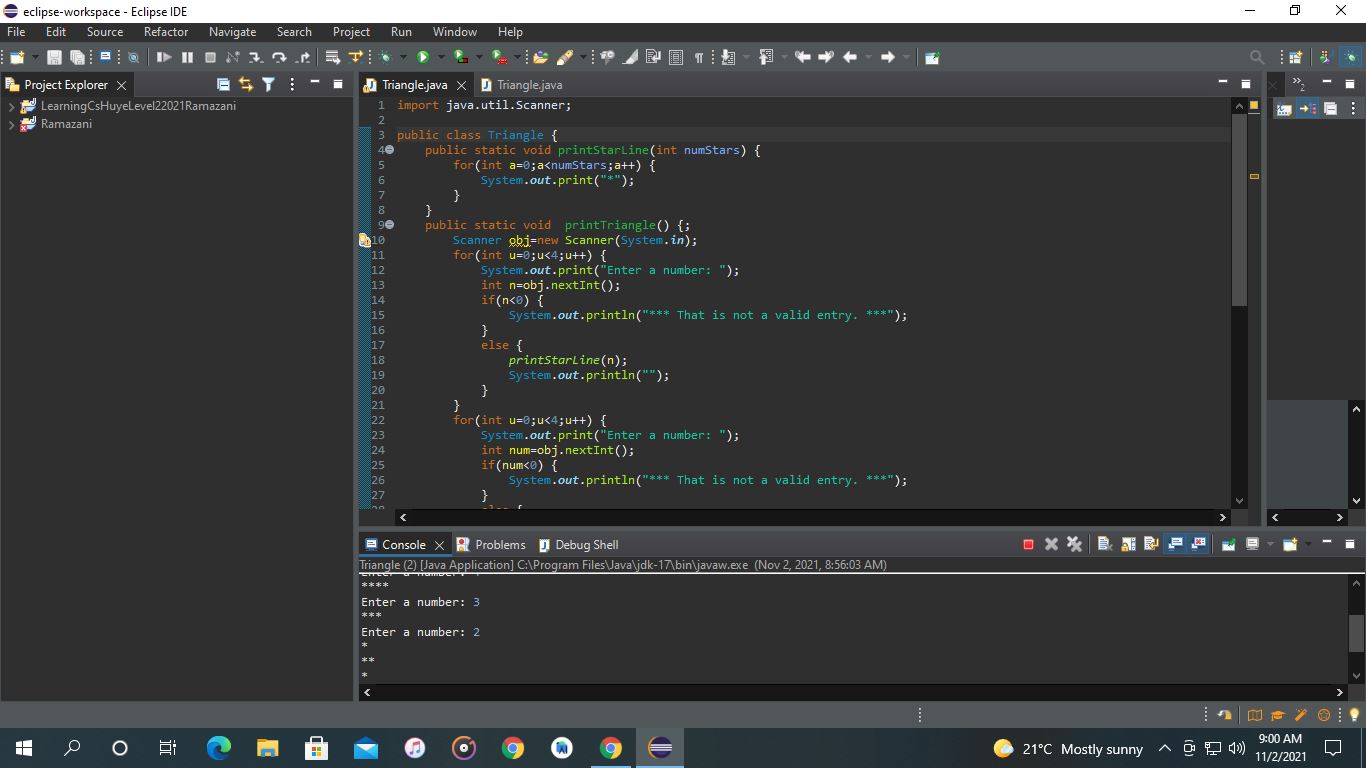 eclipse-workspace - Eclipse IDE
File Edit Source Refactor Navigate Search Project Run Window Help
Project Explorer
LearningCsHuyeLevel22021Ramazani
Ramazani
Triangle.java Triangle.java
1 import java.util.Scanner;
2
3 public class Triangle {
4 public static void printStarLine(int numStars) {
5 for(int a=0;a<numStars;a++) {
6 System.out.print("*");
7 }
8 }
9 public static void printTriangle() {;
10 Scanner obj=new Scanner(System.in);
11 for(int u=0;u<4;u++) {
12 System.out.print("Enter a number: ");
13 int n=obj.nextInt();
14 if(n<0) {
15 System.out.println("*** That is not a valid entry. ***");
16 }
17 else {
18 printStarLine(n);
19 System.out.println("");
20 }
21 }
22 for(int u=0;u<4;u++) {
23 System.out.print("Enter a number: ");
24 int num=obj.nextInt();
25 if(num<0) {
26 System.out.println("*** That is not a valid entry. ***");
27 }
28 else {
2
Console Problems Debug Shell
Triangle (2) [Java Application] C:\Program Files\Java\jdk-17\bin\javaw.exe (Nov 2, 2021, 8:56:03 AM)
Enter a number:
****
Enter a number: 3
***
Enter a number: 2
*
**
*
21°C Mostly sunny
9:00 AM
11/2/2021